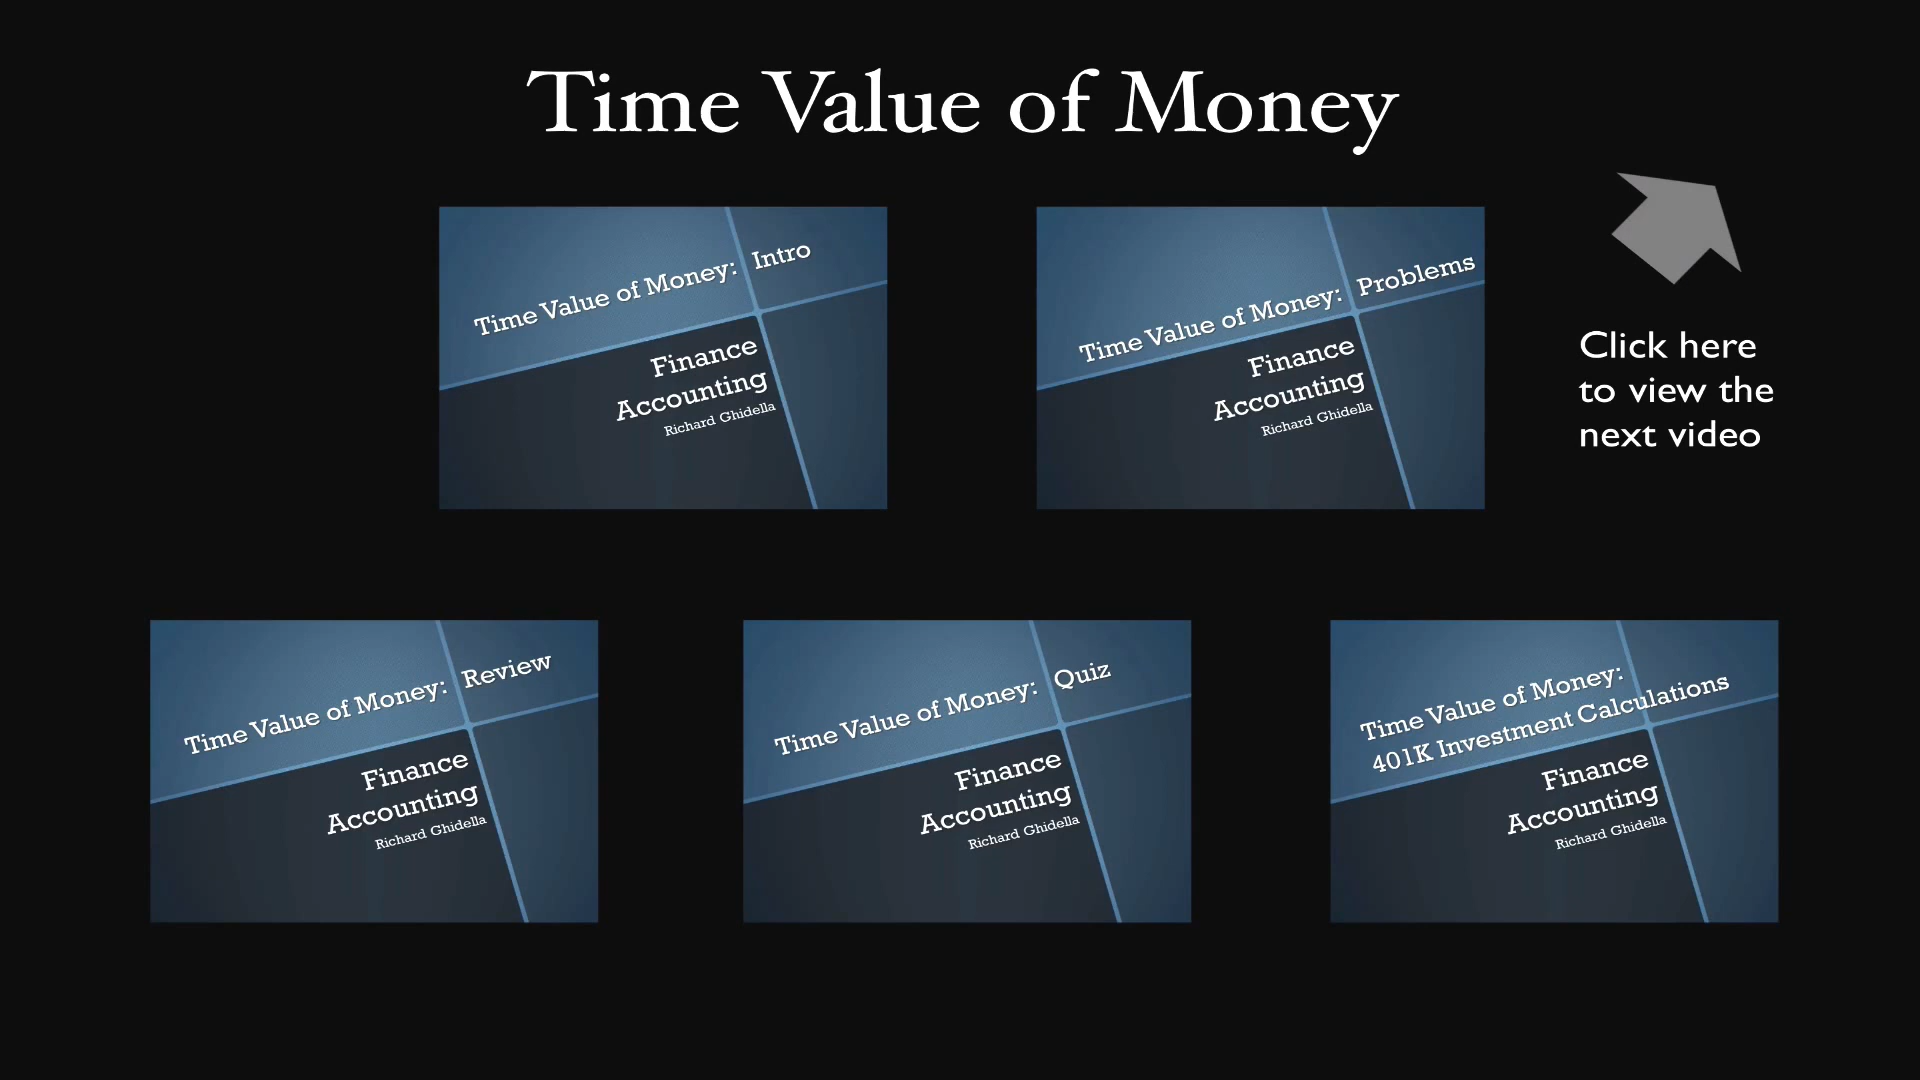 Time Value of Money
Time Value of Money: Intro
Finance
Accounting
Richard Ghidella
Time Value of Money: Problems
Finance
Accounting
Richard Ghidella
Click here
to view the
next video
Time Value of Money: Review
Finance
Accounting
Richard Ghidella
Time Value of Money: Quiz
Finance
Accounting
Richard Ghidella
Time Value of Money:
401K Investment Calculations
Finance
Accounting
Richard Ghidella